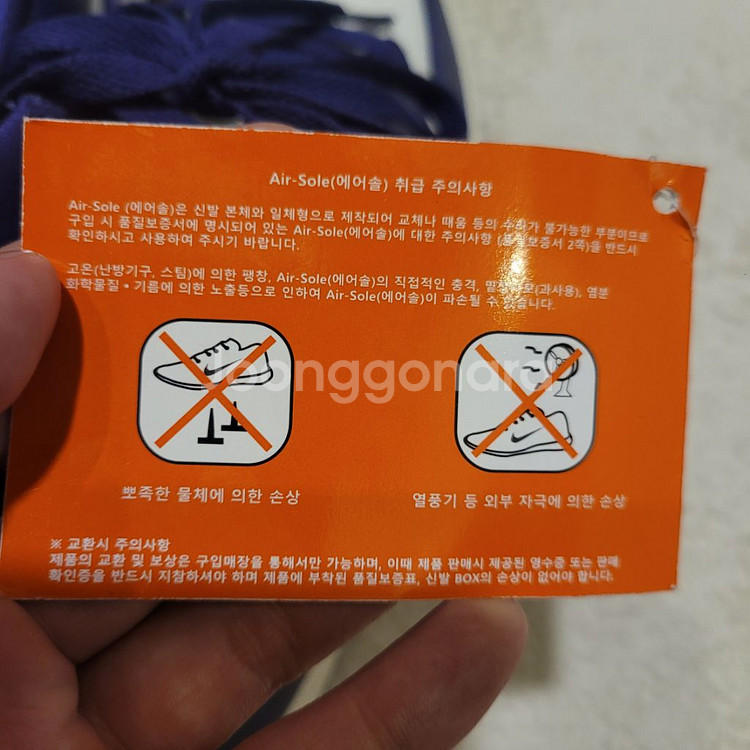 Air-Sole(에어솔) 취급 주의사항
Air-Sole (에어솔)은 신발 본체와 일체형으로 제작되어 교체나 때움 등의 수리가 불가능한 부분이므로
구입 시 품질보증서에 명시되어 있는 Air-Sole(에어솔)에 대한 주의사항 (품질보증서 2쪽)을 반드시
확인하시고 사용하여 주시기 바랍니다.
고온(난방기구, 스팀)에 의한 팽창, Air-Sole(에어솔)의 직접적인 충격, 열분
화학물질 • 기름에 의한 노출등으로 인하여 Air-Sole(에어솔)이 파손될 수 있습니다.
Joonggonara
뾰족한 물체에 의한 손상
열풍기 등 외부 자극에 의한 손상
※ 교환시 주의사항
제품의 교환 및 보상은 구입매장을 통해서만 가능하며, 이때 제품 판매시 제공된 영수증 또는 판매
확인증을 반드시 지참하셔야 하며 제품에 부착된 품질보증표, 신발 BOX의 손상이 없어야 합니다.